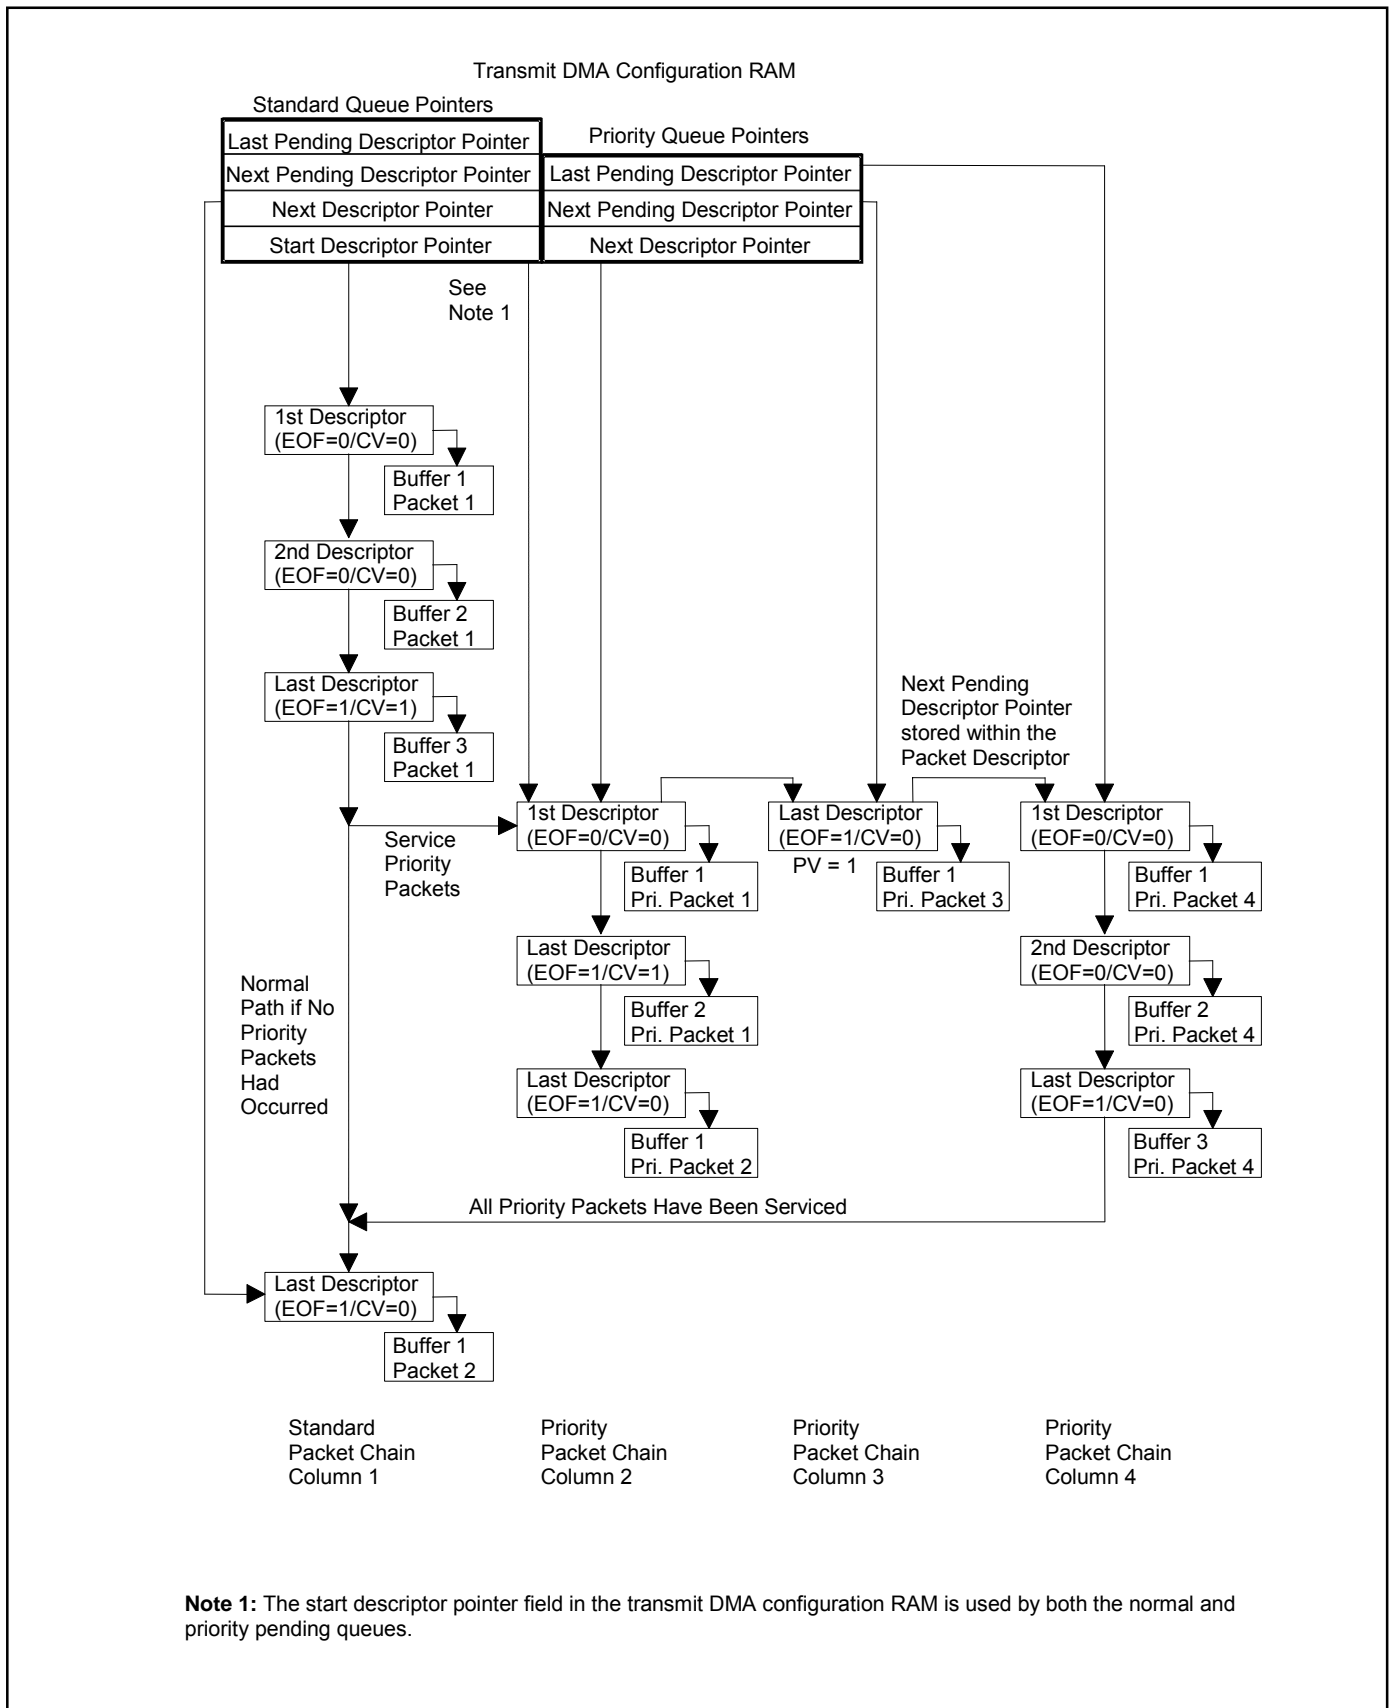 Transmit DMA Configuration RAM
Standard Queue Pointers
Priority Queue Pointers
Last Pending Descriptor Pointer
Next Pending Descriptor Pointer
Next Descriptor Pointer
Start Descriptor Pointer
Last Pending Descriptor Pointer
Next Pending Descriptor Pointer
Next Descriptor Pointer
See
Note 1
1st Descriptor
(EOF=0/CV=0)
Buffer 1
Packet 1
2nd Descriptor
(EOF=0/CV=0)
Buffer 2
Packet 1
Last Descriptor
(EOF=1/CV=1)
Buffer 3
Packet 1
Next Pending
Descriptor Pointer
stored within the
Packet Descriptor
Service
Priority
Packets
1st Descriptor
(EOF=0/CV=0)
Buffer 1
Pri. Packet 1
Last Descriptor
(EOF=1/CV=1)
Buffer 2
Pri. Packet 1
Last Descriptor
(EOF=1/CV=0)
Buffer 1
Pri. Packet 2
Last Descriptor
(EOF=1/CV=0)
PV = 1
Buffer 1
Pri. Packet 3
1st Descriptor
(EOF=0/CV=0)
Buffer 1
Pri. Packet 4
2nd Descriptor
(EOF=0/CV=0)
Buffer 2
Pri. Packet 4
Last Descriptor
(EOF=1/CV=0)
Buffer 3
Pri. Packet 4
Normal
Path if No
Priority
Packets
Had
Occurred
All Priority Packets Have Been Serviced
Last Descriptor
(EOF=1/CV=0)
Buffer 1
Packet 2
Standard
Packet Chain
Column 1
Priority
Packet Chain
Column 2
Priority
Packet Chain
Column 3
Priority
Packet Chain
Column 4
Note 1: The start descriptor pointer field in the transmit DMA configuration RAM is used by both the normal and
priority pending queues.